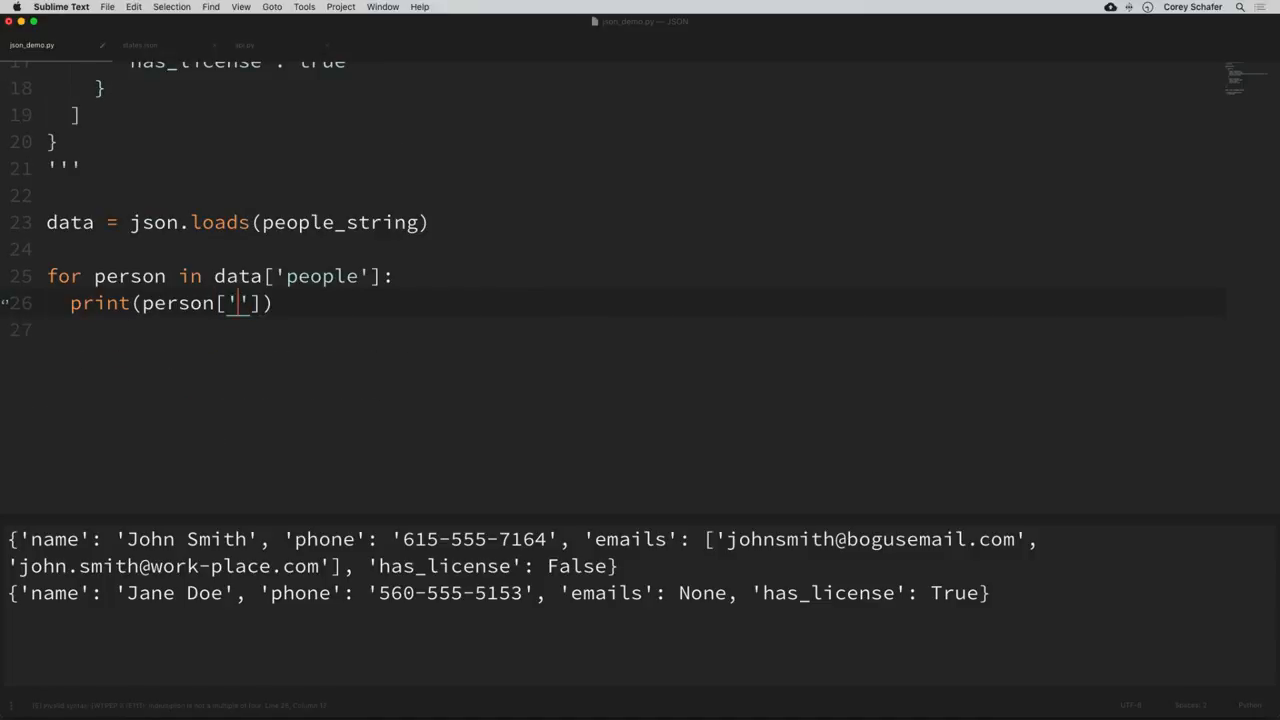 Sublime Text File Edit Selection Find View Goto Tools Project Window Help Corey Schafer
json_demo.py — JSON
json_demo.py states.json api.py
17 "has_license": true
18 }
19 ]
20 }
21 '''
22
23 data = json.loads(people_string)
24
25 for person in data['people']:
26 print(person[''])
27
{'name': 'John Smith', 'phone': '615-555-7164', 'emails': ['johnsmith@bogusemail.com',
'john.smith@work-place.com'], 'has_license': False}
{'name': 'Jane Doe', 'phone': '560-555-5153', 'emails': None, 'has_license': True}
UTF-8 Spaces: 2 Python